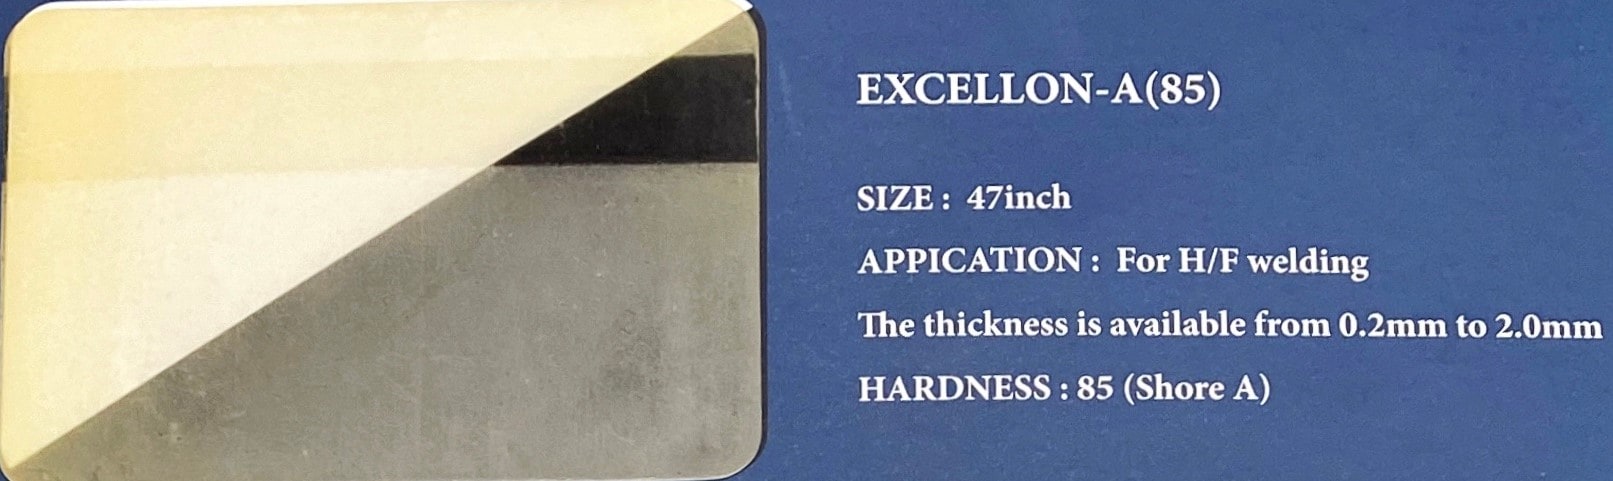 EXCELLON-A(85)
SIZE : 47inch
APPICATION : For H/F welding
The thickness is available from 0.2mm to 2.0mm
HARDNESS : 85 (Shore A)